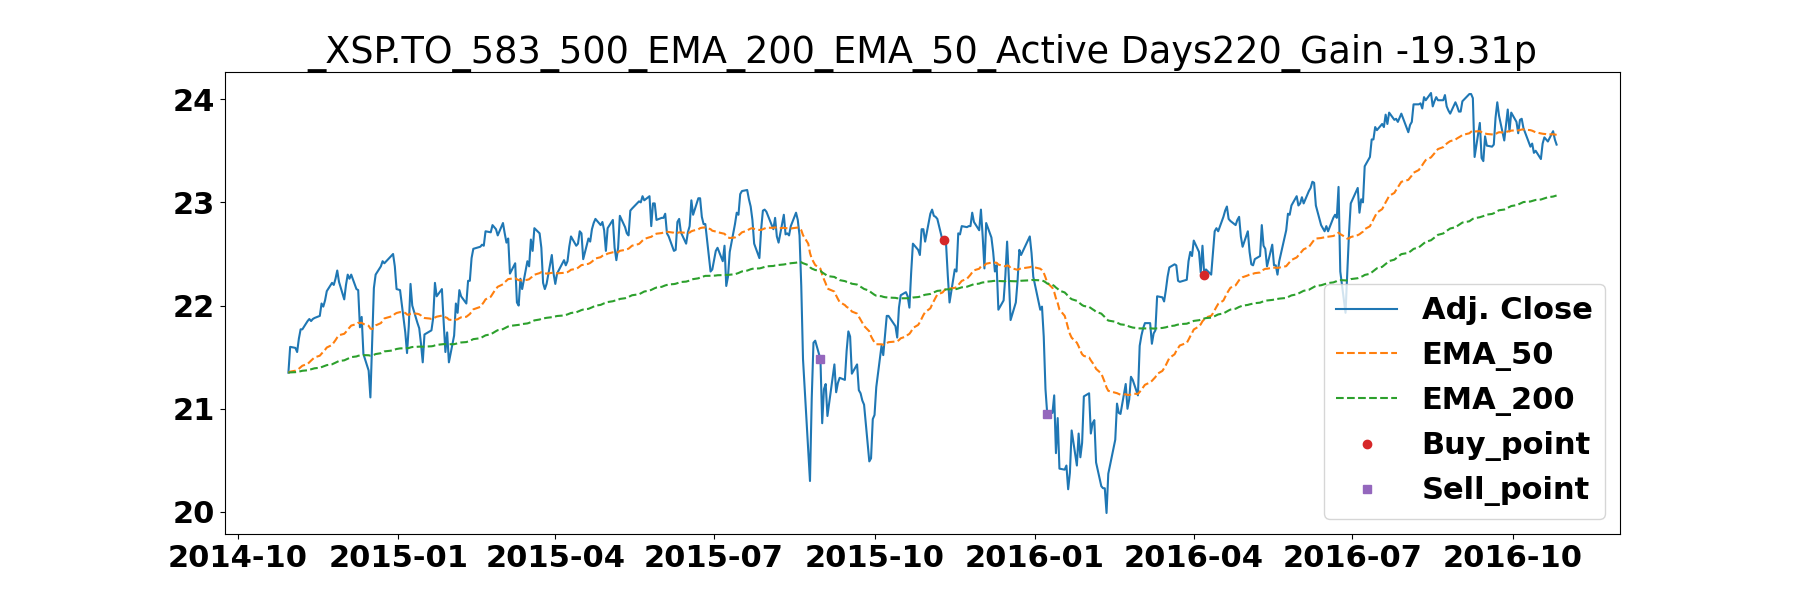 _XSP.TO_583_500_EMA_200_EMA_50_Active Days220_Gain -19.31p
24
23
22
21
20
2014-10 2015-01 2015-04 2015-07 2015-10 2016-01 2016-04 2016-07 2016-10
Adj. Close
EMA_50
EMA_200
Buy_point
Sell_point